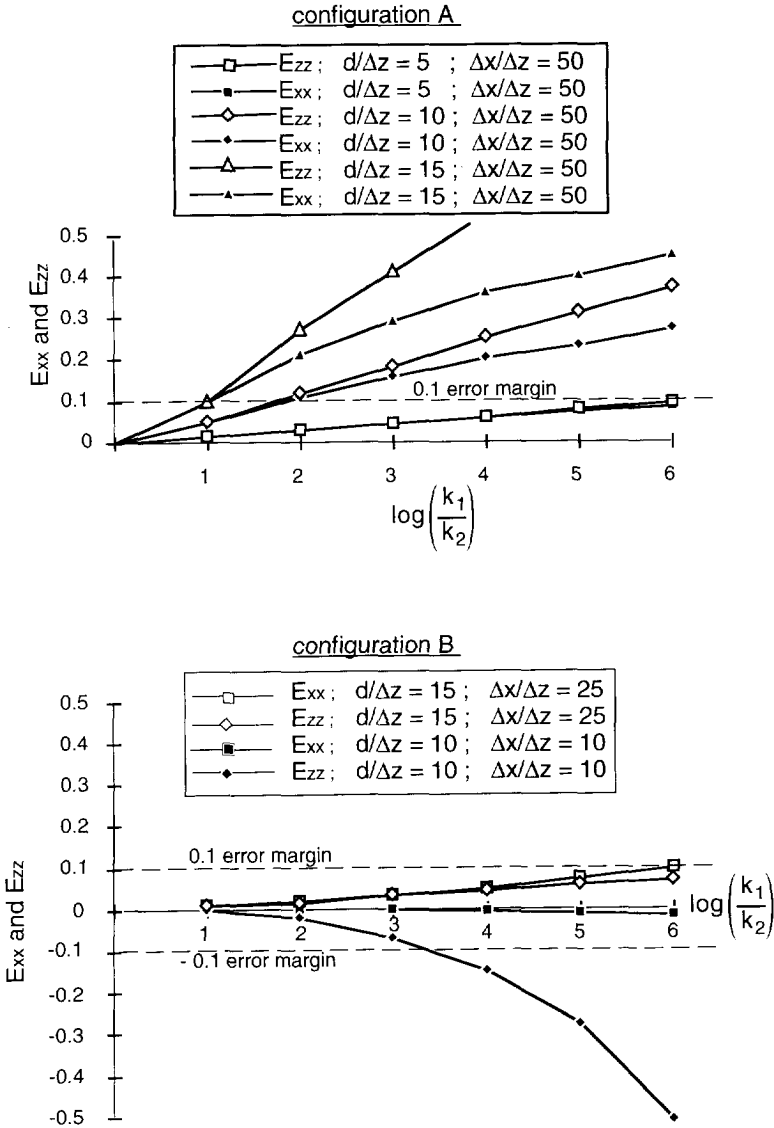 configuration A
Ezz ; d/Δz = 5 ; Δx/Δz = 50
Exx ; d/Δz = 5 ; Δx/Δz = 50
Ezz ; d/Δz = 10 ; Δx/Δz = 50
Exx ; d/Δz = 10 ; Δx/Δz = 50
Ezz ; d/Δz = 15 ; Δx/Δz = 50
Exx ; d/Δz = 15 ; Δx/Δz = 50
0.5
0.4
0.3
0.2
0.1
0
Exx and Ezz
0.1 error margin
1 2 3 4 5 6
log(k1/k2)
configuration B
Exx ; d/Δz = 15 ; Δx/Δz = 25
Ezz ; d/Δz = 15 ; Δx/Δz = 25
Exx ; d/Δz = 10 ; Δx/Δz = 10
Ezz ; d/Δz = 10 ; Δx/Δz = 10
0.5
0.4
0.3
0.2
0.1
0
-0.1
-0.2
-0.3
-0.4
-0.5
Exx and Ezz
0.1 error margin
1 2 3 4 5 6
log(k1/k2)
- 0.1 error margin